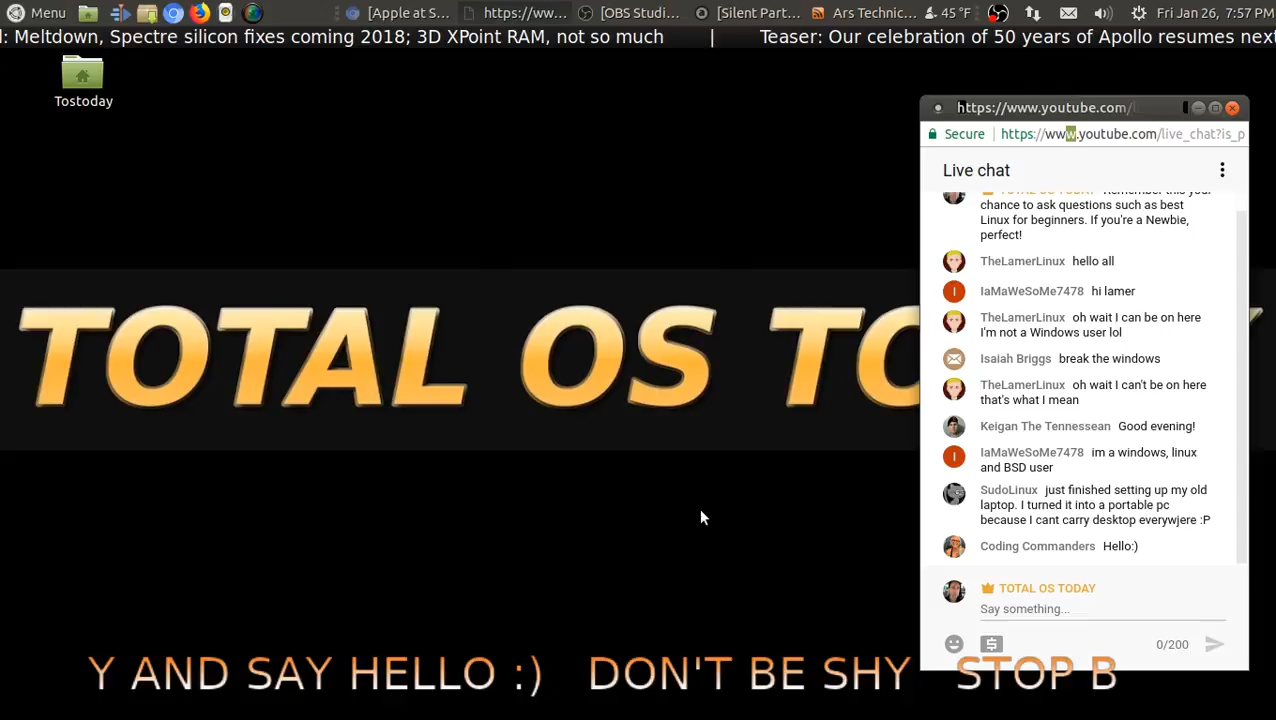 Menu
[Apple at S...
https://ww...
[OBS Studi...
[Silent Part...
Ars Technic...
45 °F
Fri Jan 26, 7:57 PM
: Meltdown, Spectre silicon fixes coming 2018; 3D XPoint RAM, not so much | Teaser: Our celebration of 50 years of Apollo resumes next
Tostoday
https://www.youtube.com/l
Secure | https://www.youtube.com/live_chat?is_p
Live chat
TOTAL OS TODAY Remember this your
chance to ask questions such as best
Linux for beginners. If you're a Newbie,
perfect!
TheLamerLinux hello all
IaMaWeSoMe7478 hi lamer
TheLamerLinux oh wait I can be on here
I'm not a Windows user lol
Isaiah Briggs break the windows
TheLamerLinux oh wait I can't be on here
that's what I mean
Keigan The Tennessean Good evening!
IaMaWeSoMe7478 im a windows, linux
and BSD user
SudoLinux just finished setting up my old
laptop. I turned it into a portable pc
because I cant carry desktop everywjere :P
Coding Commanders Hello:)
TOTAL OS TODAY
Say something...
0/200
TOTAL OS TO
Y AND SAY HELLO :) DON'T BE SHY STOP B